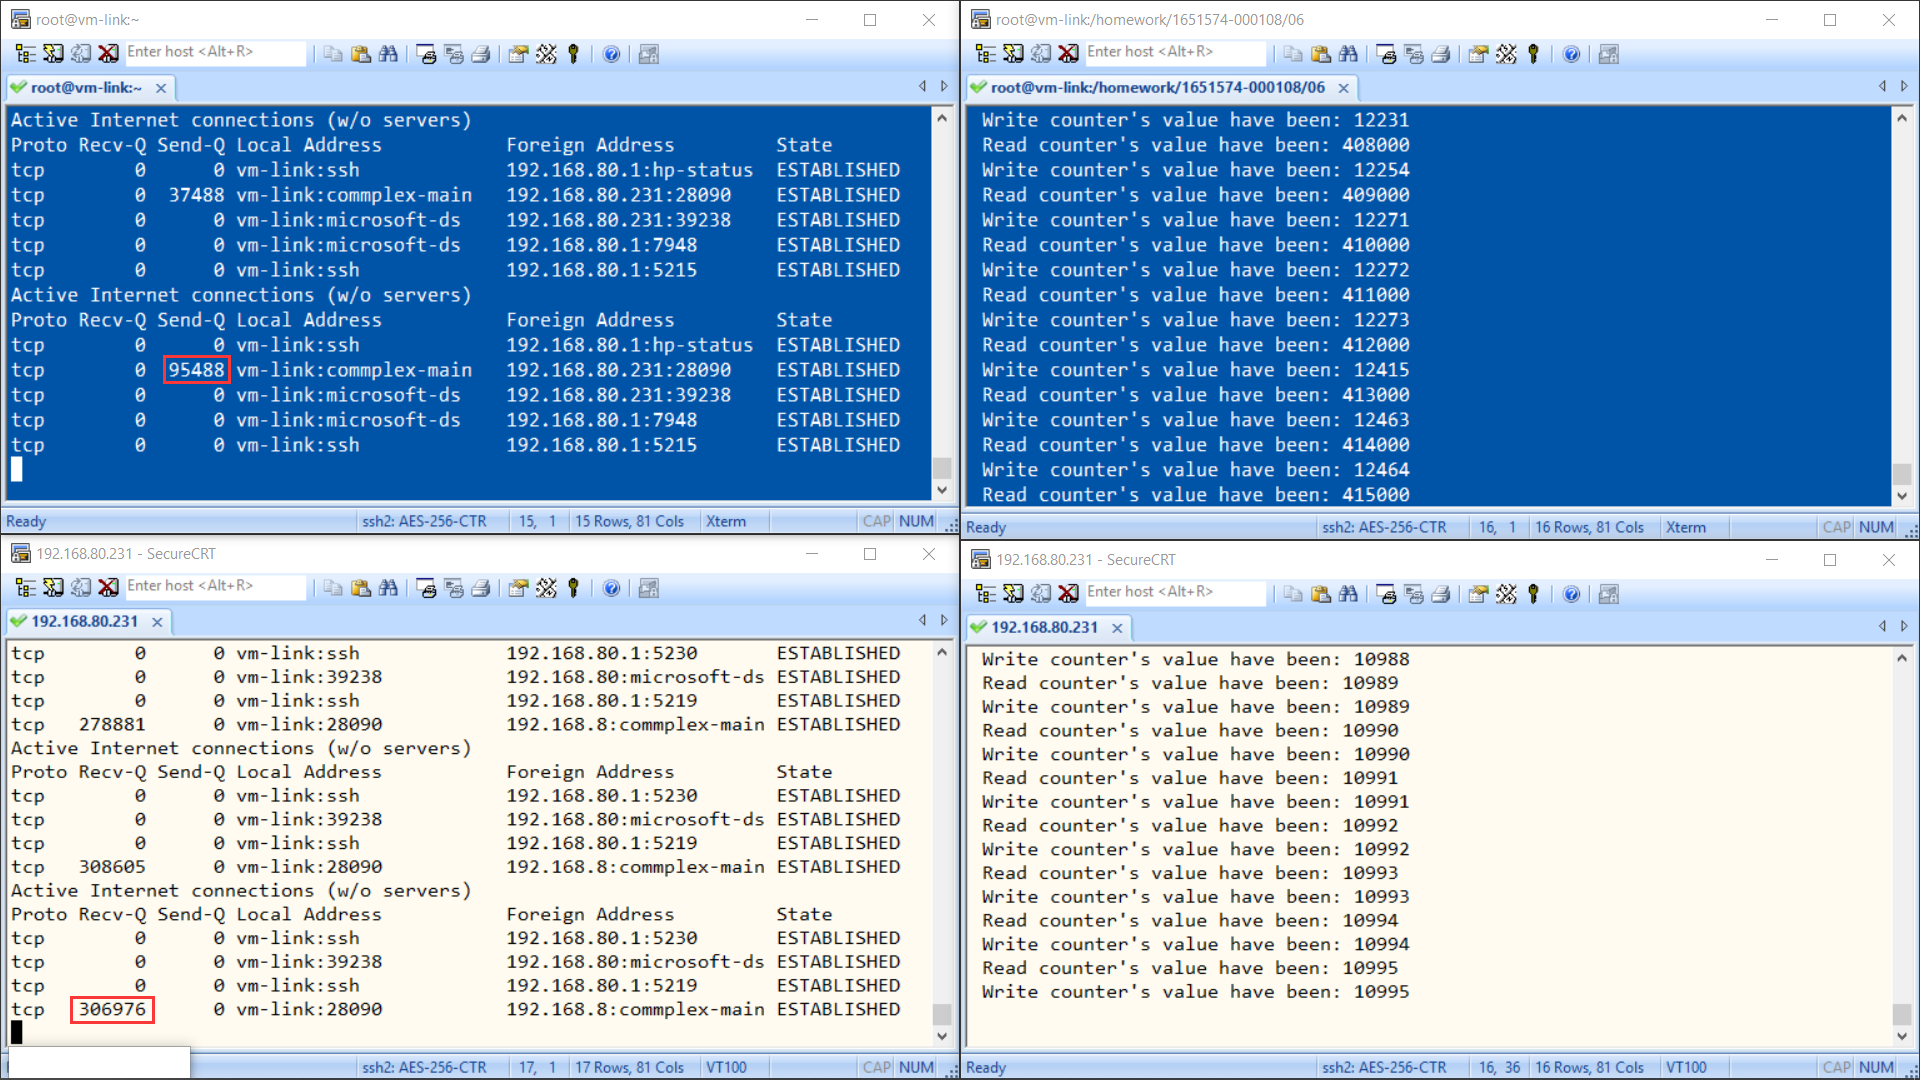 root@vm-link:~
Enter host <Alt+R>
root@vm-link:~
Active Internet connections (w/o servers)
Proto Recv-Q Send-Q Local Address           Foreign Address         State
tcp        0      0 vm-link:ssh             192.168.80.1:hp-status  ESTABLISHED
tcp        0  37488 vm-link:commplex-main   192.168.80.231:28090    ESTABLISHED
tcp        0      0 vm-link:microsoft-ds    192.168.80.231:39238    ESTABLISHED
tcp        0      0 vm-link:microsoft-ds    192.168.80.1:7948       ESTABLISHED
tcp        0      0 vm-link:ssh             192.168.80.1:5215       ESTABLISHED
Active Internet connections (w/o servers)
Proto Recv-Q Send-Q Local Address           Foreign Address         State
tcp        0      0 vm-link:ssh             192.168.80.1:hp-status  ESTABLISHED
tcp        0  95488 vm-link:commplex-main   192.168.80.231:28090    ESTABLISHED
tcp        0      0 vm-link:microsoft-ds    192.168.80.231:39238    ESTABLISHED
tcp        0      0 vm-link:microsoft-ds    192.168.80.1:7948       ESTABLISHED
tcp        0      0 vm-link:ssh             192.168.80.1:5215       ESTABLISHED
Ready ssh2: AES-256-CTR 15, 1 15 Rows, 81 Cols Xterm CAP NUM
root@vm-link:/homework/1651574-000108/06
Enter host <Alt+R>
root@vm-link:/homework/1651574-000108/06
Write counter's value have been: 12231
Read counter's value have been: 408000
Write counter's value have been: 12254
Read counter's value have been: 409000
Write counter's value have been: 12271
Read counter's value have been: 410000
Write counter's value have been: 12272
Read counter's value have been: 411000
Write counter's value have been: 12273
Read counter's value have been: 412000
Write counter's value have been: 12415
Read counter's value have been: 413000
Write counter's value have been: 12463
Read counter's value have been: 414000
Write counter's value have been: 12464
Read counter's value have been: 415000
Ready ssh2: AES-256-CTR 16, 1 16 Rows, 81 Cols Xterm CAP NUM
192.168.80.231 - SecureCRT
Enter host <Alt+R>
192.168.80.231
tcp        0      0 vm-link:ssh             192.168.80.1:5230       ESTABLISHED
tcp        0      0 vm-link:39238           192.168.80:microsoft-ds ESTABLISHED
tcp        0      0 vm-link:ssh             192.168.80.1:5219       ESTABLISHED
tcp   278881      0 vm-link:28090           192.168.8:commplex-main ESTABLISHED
Active Internet connections (w/o servers)
Proto Recv-Q Send-Q Local Address           Foreign Address         State
tcp        0      0 vm-link:ssh             192.168.80.1:5230       ESTABLISHED
tcp        0      0 vm-link:39238           192.168.80:microsoft-ds ESTABLISHED
tcp        0      0 vm-link:ssh             192.168.80.1:5219       ESTABLISHED
tcp   308605      0 vm-link:28090           192.168.8:commplex-main ESTABLISHED
Active Internet connections (w/o servers)
Proto Recv-Q Send-Q Local Address           Foreign Address         State
tcp        0      0 vm-link:ssh             192.168.80.1:5230       ESTABLISHED
tcp        0      0 vm-link:39238           192.168.80:microsoft-ds ESTABLISHED
tcp        0      0 vm-link:ssh             192.168.80.1:5219       ESTABLISHED
tcp   306976      0 vm-link:28090           192.168.8:commplex-main ESTABLISHED
ssh2: AES-256-CTR 17, 1 17 Rows, 81 Cols VT100 CAP NUM
192.168.80.231 - SecureCRT
Enter host <Alt+R>
192.168.80.231
Write counter's value have been: 10988
Read counter's value have been: 10989
Write counter's value have been: 10989
Read counter's value have been: 10990
Write counter's value have been: 10990
Read counter's value have been: 10991
Write counter's value have been: 10991
Read counter's value have been: 10992
Write counter's value have been: 10992
Read counter's value have been: 10993
Write counter's value have been: 10993
Read counter's value have been: 10994
Write counter's value have been: 10994
Read counter's value have been: 10995
Write counter's value have been: 10995
Ready ssh2: AES-256-CTR 16, 36 16 Rows, 81 Cols VT100 CAP NUM